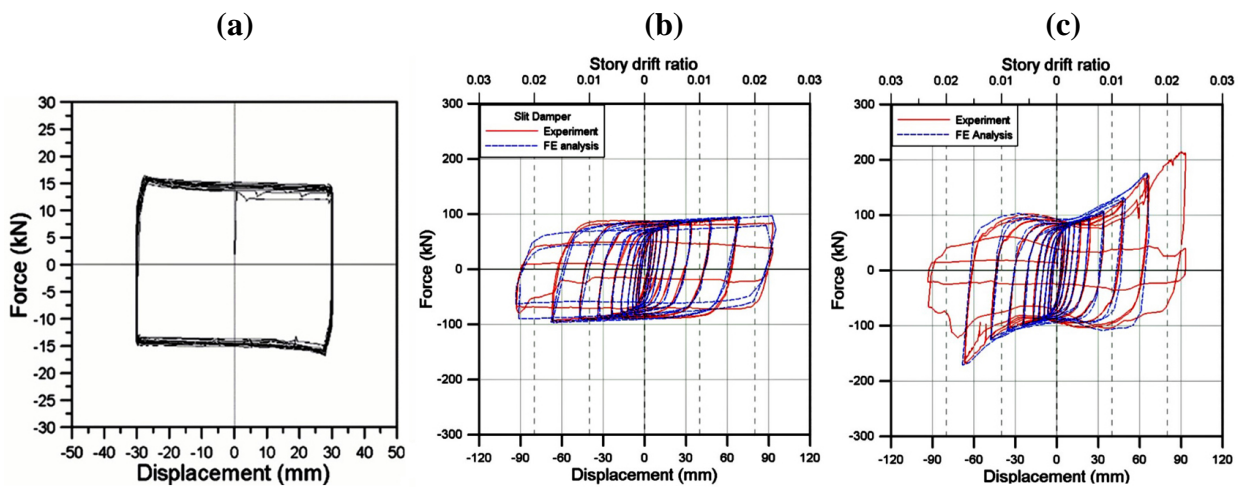 (a)
(b)
(c)
30
25
20
15
10
5
0
-5
-10
-15
-20
-25
-30
Force (kN)
-50 -40 -30 -20 -10 0 10 20 30 40 50
Displacement (mm)
Story drift ratio
0.03 0.02 0.01 0 0.01 0.02 0.03
Slit Damper
Experiment
FE analysis
300
200
100
0
-100
-200
-300
Force (kN)
-120 -90 -60 -30 0 30 60 90 120
Displacement (mm)
Story drift ratio
0.03 0.02 0.01 0 0.01 0.02 0.03
Experiment
FE Analysis
300
200
100
0
-100
-200
-300
Force (kN)
-120 -90 -60 -30 0 30 60 90 120
Displacement (mm)